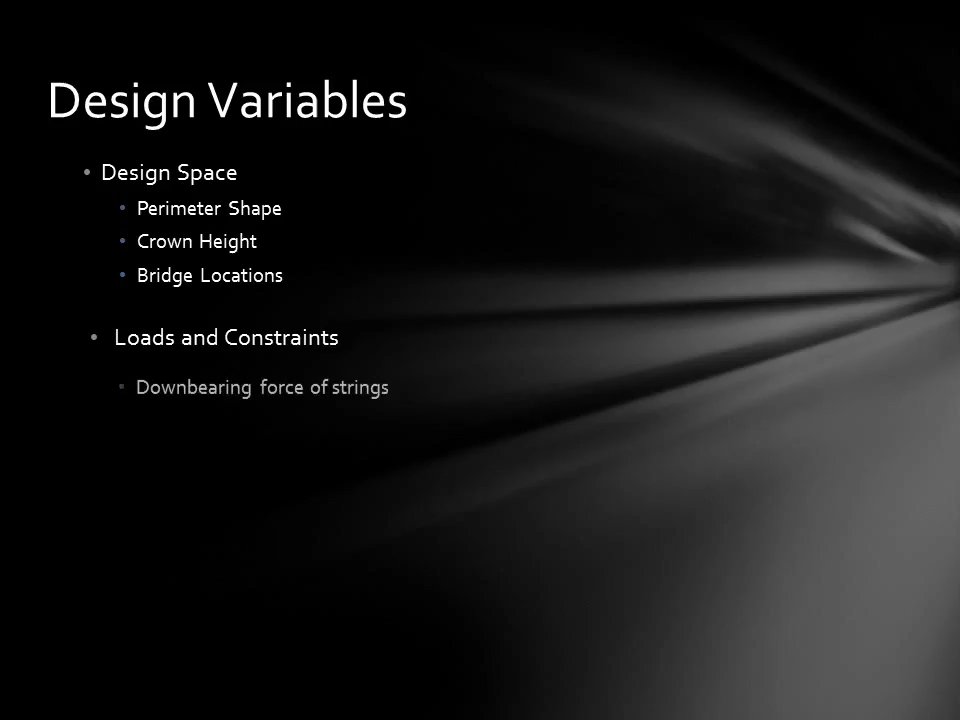 Design Variables
• Design Space
• Perimeter Shape
• Crown Height
• Bridge Locations
• Loads and Constraints
▪ Downbearing force of strings